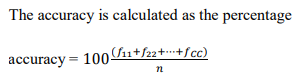 The accuracy is calculated as the percentage
accuracy = 100 (f11+f22+⋯+fCC) / n